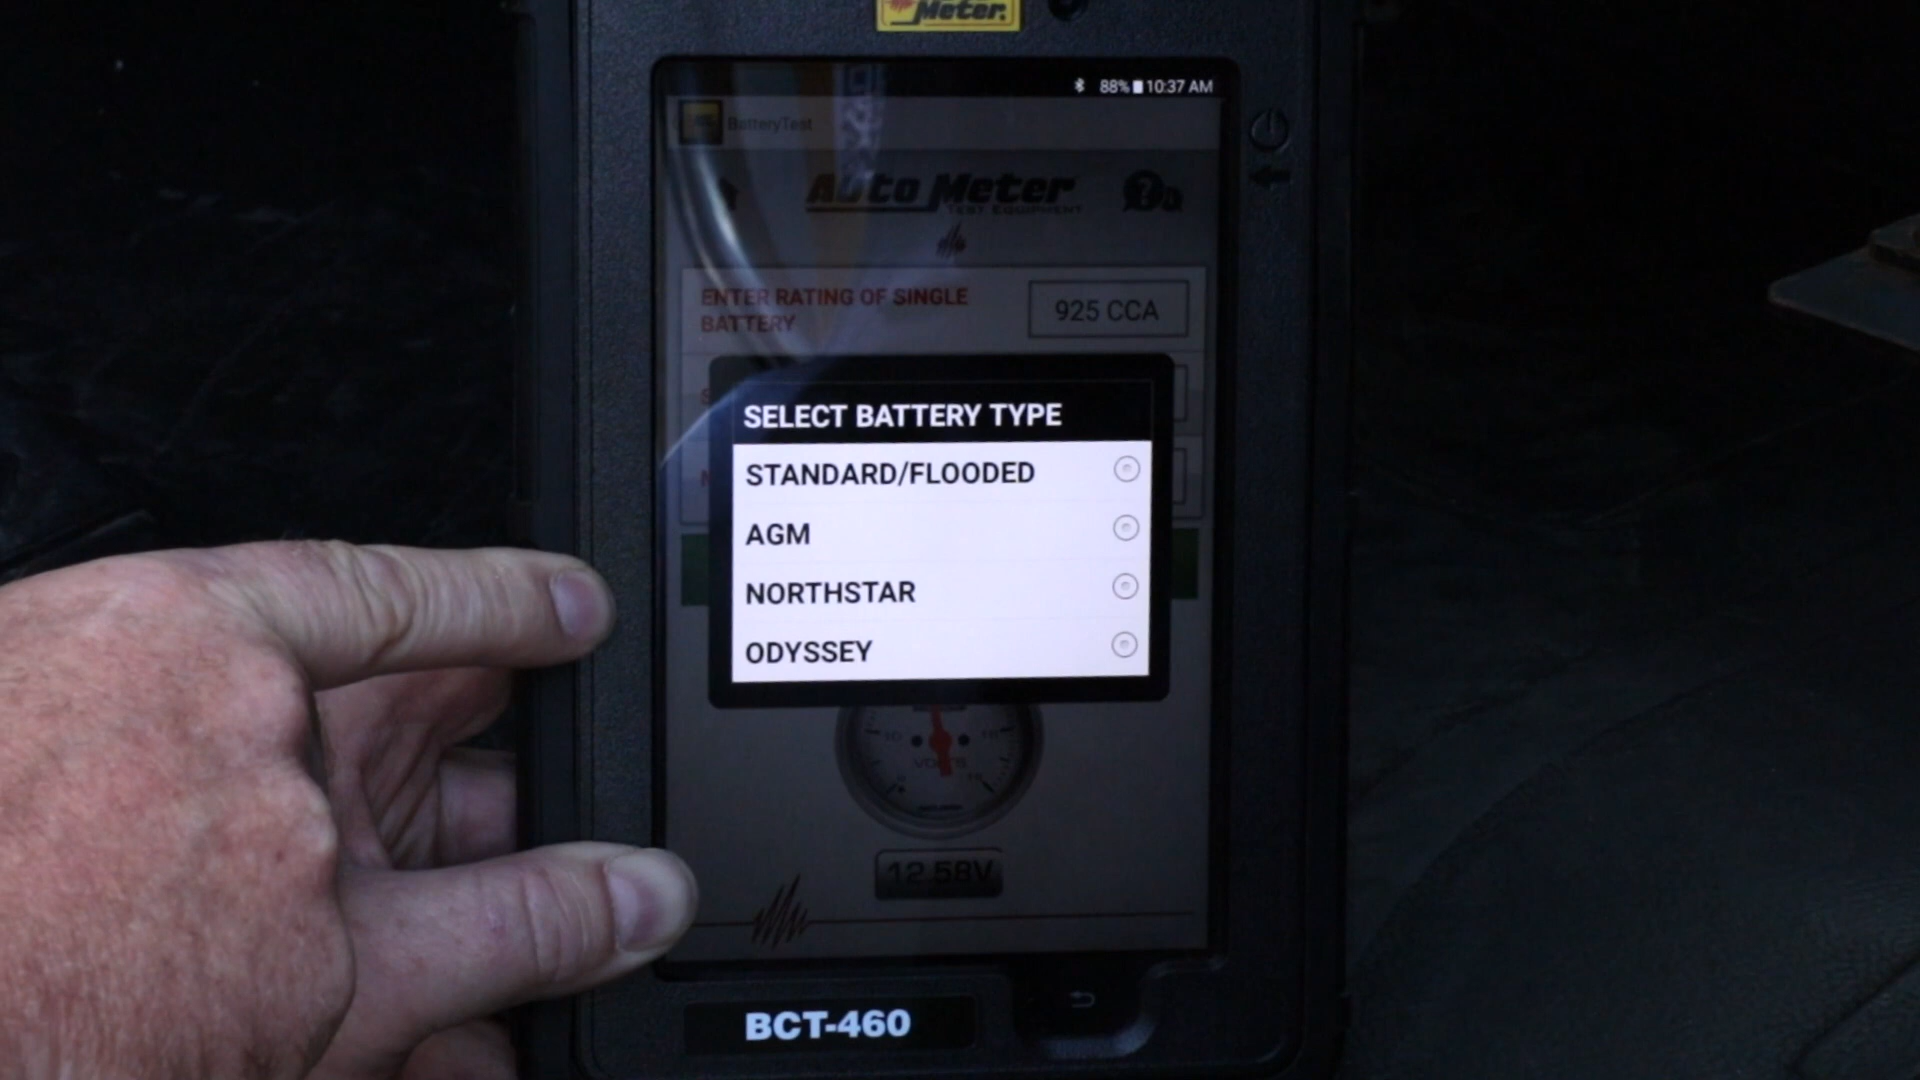 Meter.
88% 10:37 AM
BatteryTest
Auto Meter
TEST EQUIPMENT
ENTER RATING OF SINGLE
BATTERY
925 CCA
SELECT BATTERY TYPE
STANDARD/FLOODED
AGM
NORTHSTAR
ODYSSEY
VOLTS
12.58V
BCT-460